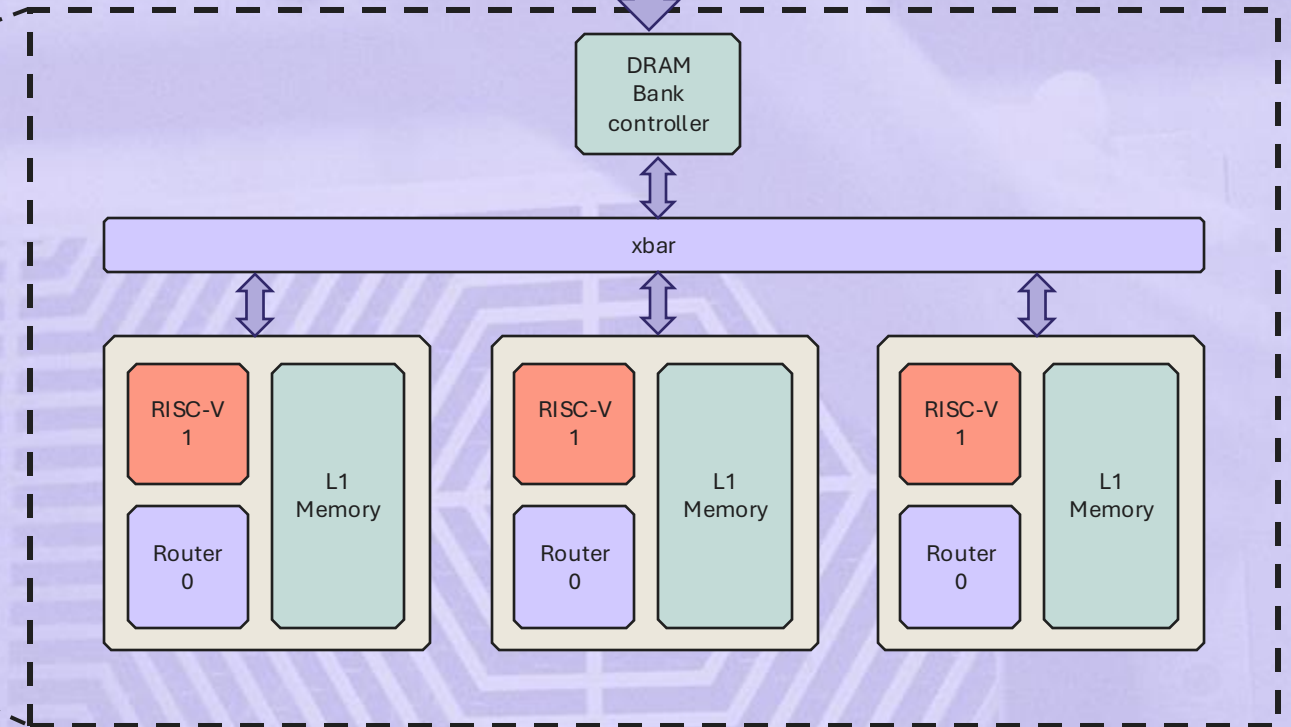 DRAM
Bank
controller
xbar
RISC-V
1
Router
0
L1
Memory
RISC-V
1
Router
0
L1
Memory
RISC-V
1
Router
0
L1
Memory